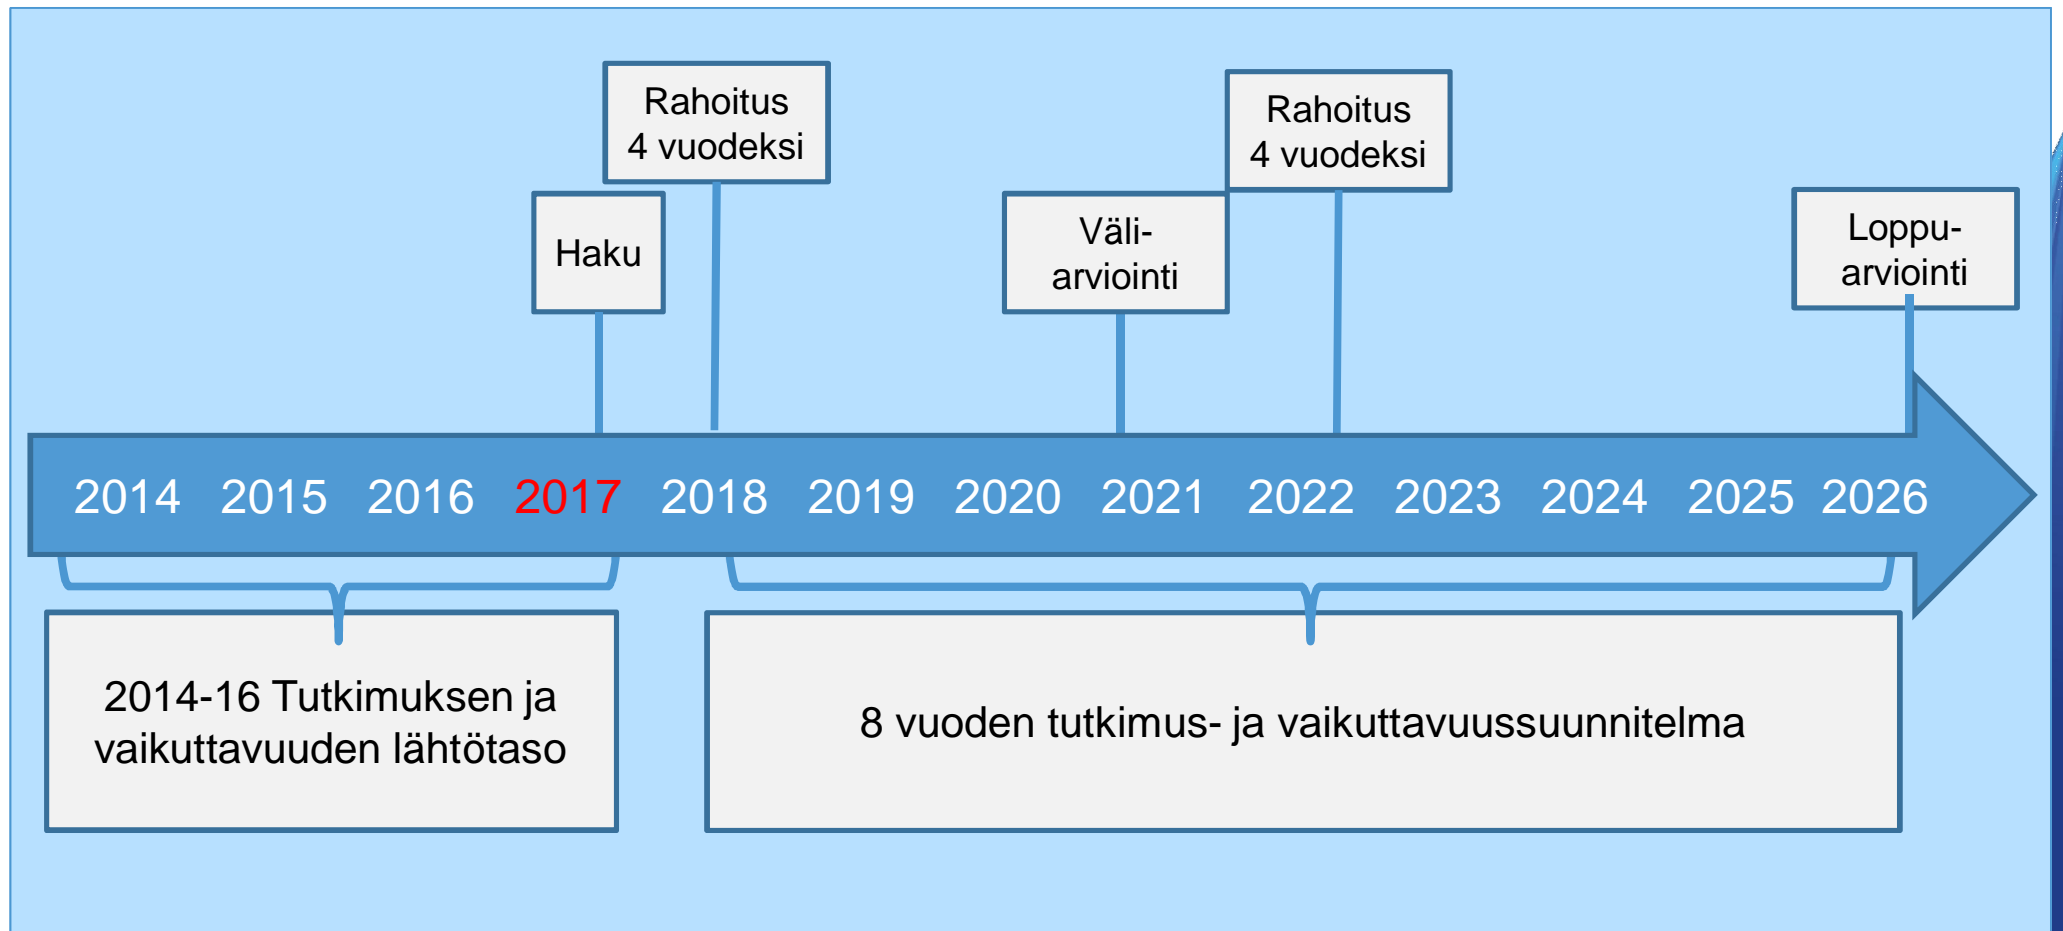 Rahoitus
4 vuodeksi
Rahoitus
4 vuodeksi
Haku
Väli-
arviointi
Loppu-
arviointi
2014 2015 2016 2017 2018 2019 2020 2021 2022 2023 2024 2025 2026
2014-16 Tutkimuksen ja
vaikuttavuuden lähtötaso
8 vuoden tutkimus- ja vaikuttavuussuunnitelma